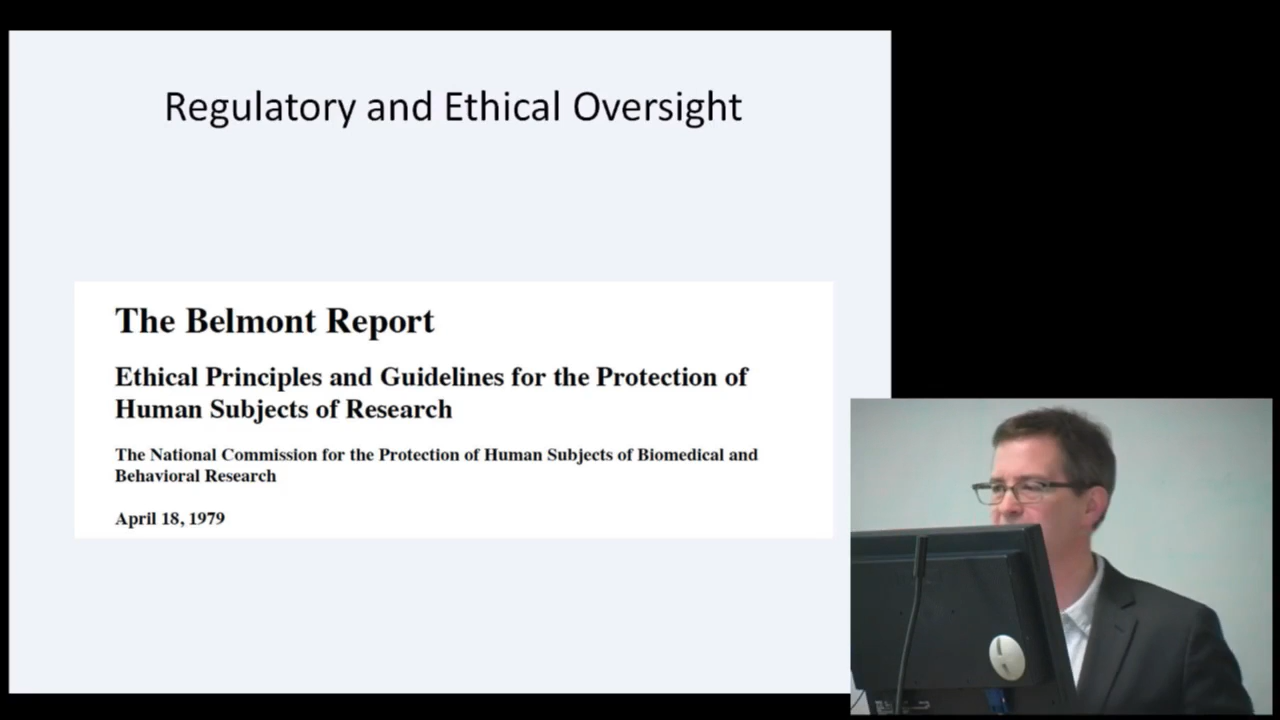 Regulatory and Ethical Oversight
The Belmont Report
Ethical Principles and Guidelines for the Protection of
Human Subjects of Research
The National Commission for the Protection of Human Subjects of Biomedical and
Behavioral Research
April 18, 1979